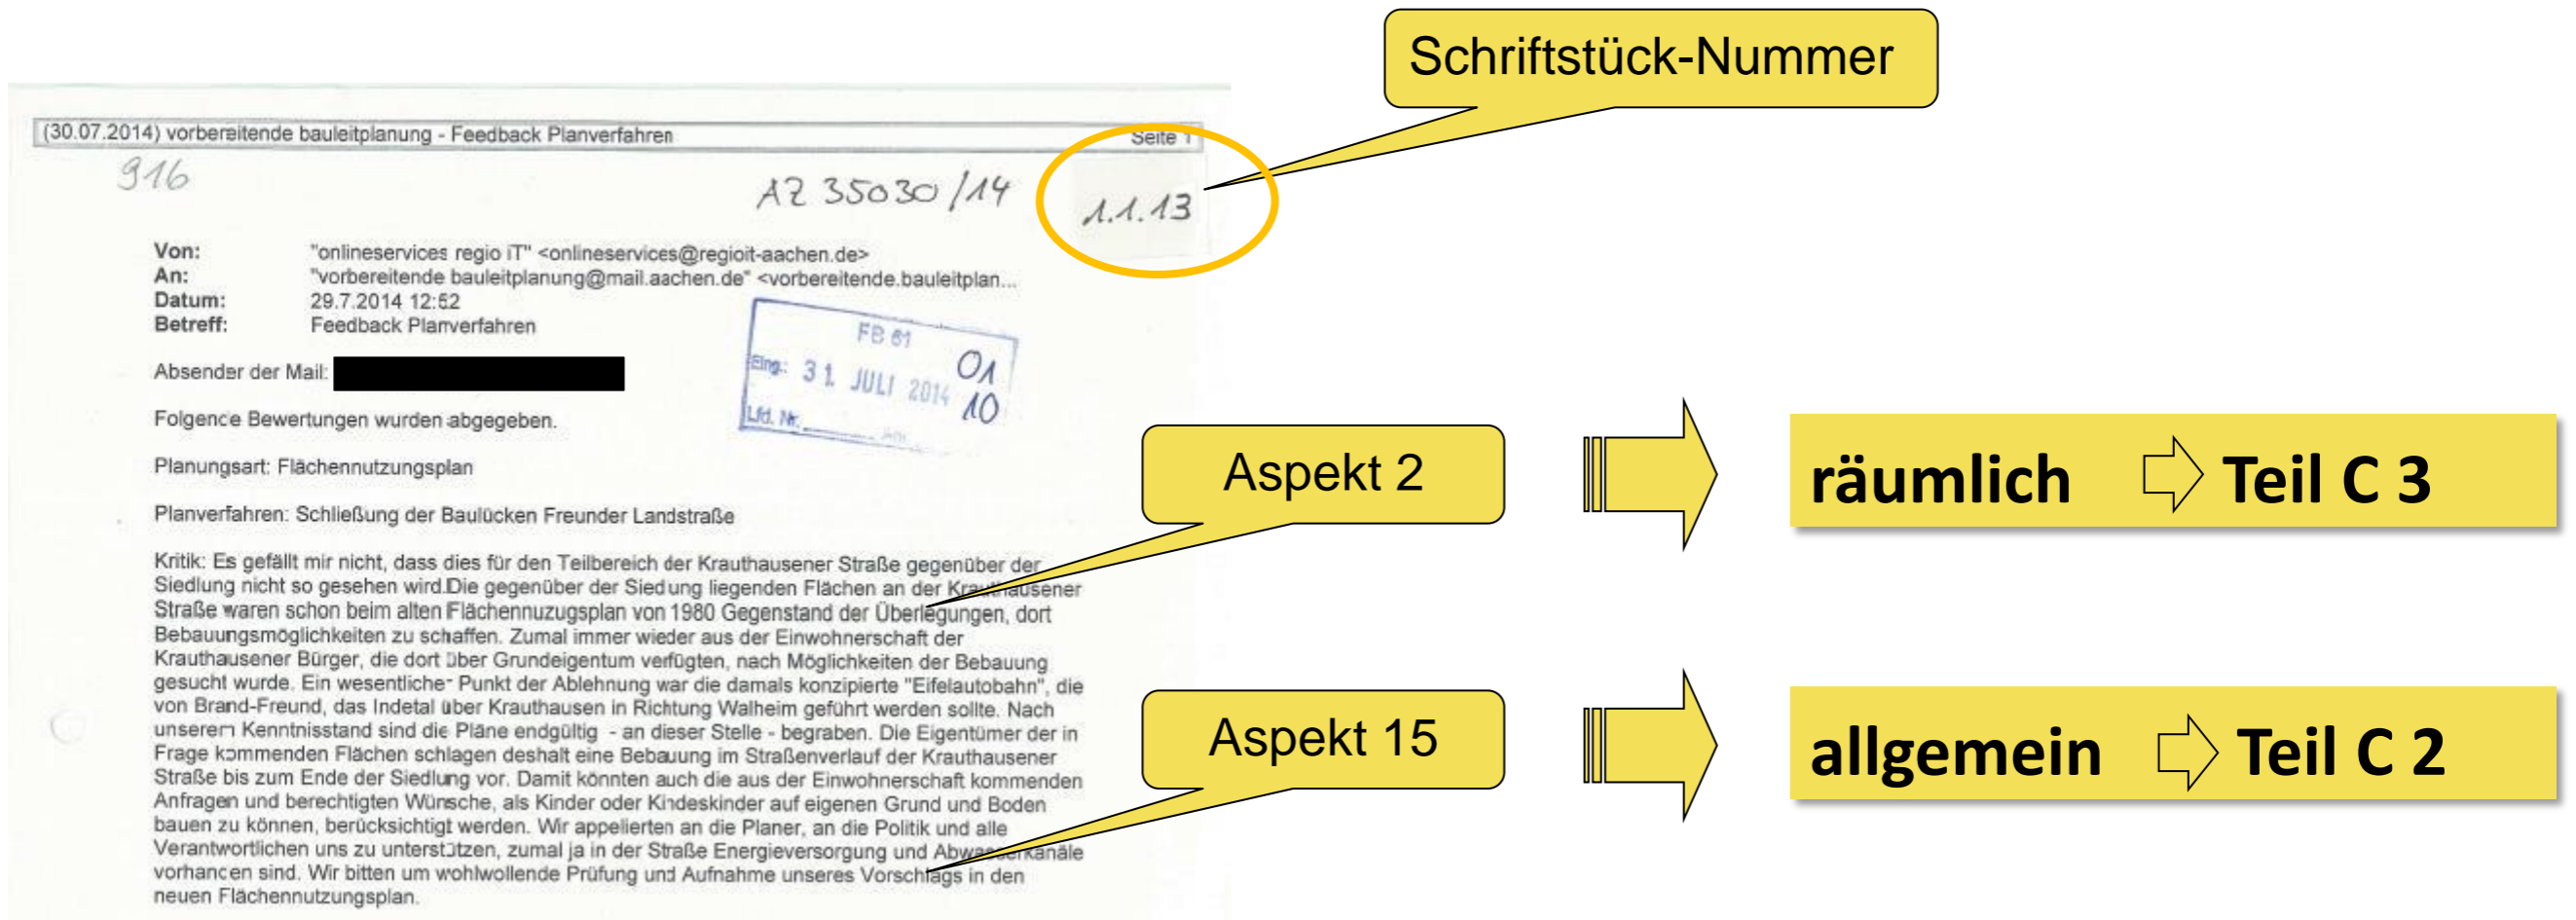 Schriftstück-Nummer
(30.07.2014) vorbereitende bauleitplanung - Feedback Planverfahren Seite 1
916
AZ 35030/14
1.1.13
Von: "onlineservices regio iT" <onlineservices@regioit-aachen.de>
An: "vorbereitende bauleitplanung@mail.aachen.de" <vorbereitende.bauleitplan...
Datum: 29.7.2014 12:52
Betreff: Feedback Planverfahren
FB 61
Eing.: 31. JULI 2014
01
10
Lfd. Nr.
Absender der Mail:
Folgende Bewertungen wurden abgegeben.
Planungsart: Flächennutzungsplan
Planverfahren: Schließung der Baulücken Freunder Landstraße
Kritik: Es gefällt mir nicht, dass dies für den Teilbereich der Krauthausener Straße gegenüber der
Siedlung nicht so gesehen wird.Die gegenüber der Siedlung liegenden Flächen an der Krauthausener
Straße waren schon beim alten Flächennuzugsplan von 1980 Gegenstand der Überlegungen, dort
Bebauungsmöglichkeiten zu schaffen. Zumal immer wieder aus der Einwohnerschaft der
Krauthausener Bürger, die dort über Grundeigentum verfügten, nach Möglichkeiten der Bebauung
gesucht wurde. Ein wesentlicher Punkt der Ablehnung war die damals konzipierte "Eifelautobahn", die
von Brand-Freund, das Indetal über Krauthausen in Richtung Walheim geführt werden sollte. Nach
unserem Kenntnisstand sind die Pläne endgültig - an dieser Stelle - begraben. Die Eigentümer der in
Frage kommenden Flächen schlagen deshalb eine Bebauung im Straßenverlauf der Krauthausener
Straße bis zum Ende der Siedlung vor. Damit könnten auch die aus der Einwohnerschaft kommenden
Anfragen und berechtigten Wünsche, als Kinder oder Kindeskinder auf eigenen Grund und Boden
bauen zu können, berücksichtigt werden. Wir appelierten an die Planer, an die Politik und alle
Verantwortlichen uns zu unterstützen, zumal ja in der Straße Energieversorgung und Abwasserkanäle
vorhanden sind. Wir bitten um wohlwollende Prüfung und Aufnahme unseres Vorschlags in den
neuen Flächennutzungsplan.
Aspekt 2
räumlich Teil C 3
Aspekt 15
allgemein Teil C 2